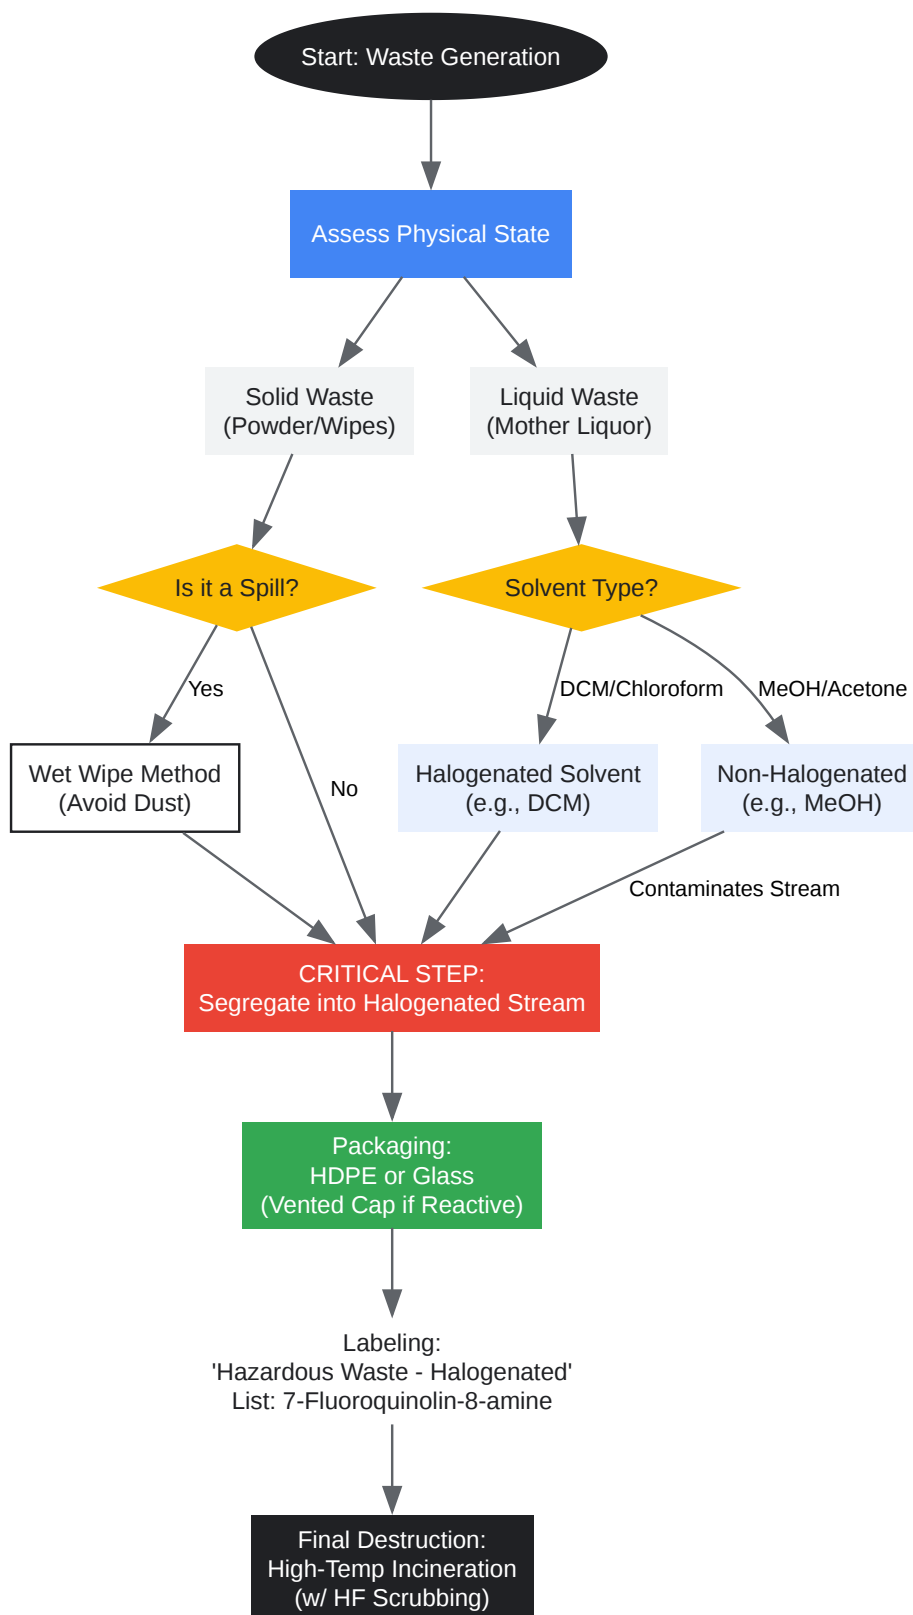 Start: Waste Generation
Assess Physical State
Solid Waste
(Powder/Wipes)
Liquid Waste
(Mother Liquor)
Is it a Spill?
Solvent Type?
Yes
DCM/Chloroform
MeOH/Acetone
Wet Wipe Method
(Avoid Dust)
No
Halogenated Solvent
(e.g., DCM)
Non-Halogenated
(e.g., MeOH)
Contaminates Stream
CRITICAL STEP:
Segregate into Halogenated Stream
Packaging:
HDPE or Glass
(Vented Cap if Reactive)
Labeling:
'Hazardous Waste - Halogenated'
List: 7-Fluoroquinolin-8-amine
Final Destruction:
High-Temp Incineration
(w/ HF Scrubbing)